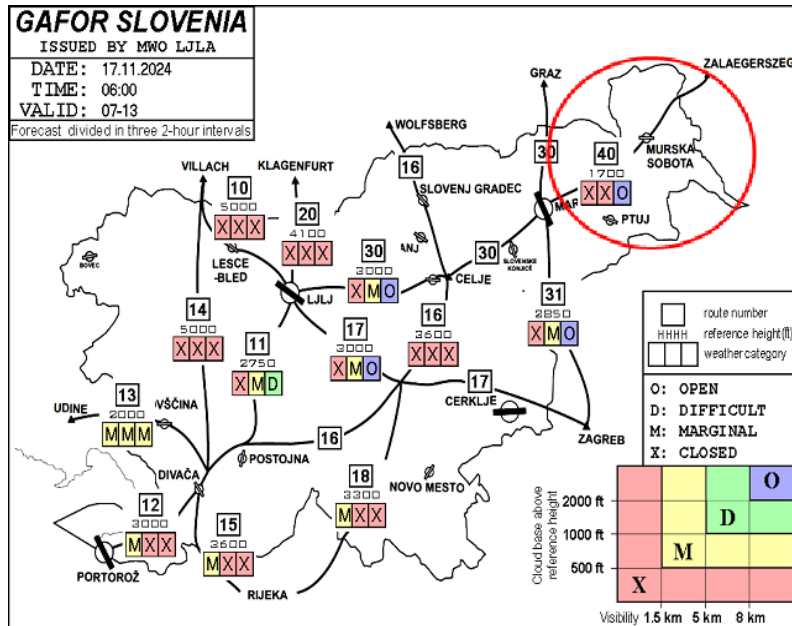 GAFOR SLOVENIA
ISSUED BY MWO LJLA
DATE: 17.11.2024
TIME: 06:00
VALID: 07-13
Forecast divided in three 2-hour intervals
ZALAEGERSZEG
GRAZ
WOLFSBERG
30
40
1700
X X O
MURSKA
SOBOTA
VILLACH
KLAGENFURT
16
10
5000
X X X
SLOVENJ GRADEC
MAR
PTUJ
20
4100
X X X
LESCE
-BLED
BOVEC
30
3000
X M O
ANJ
30
SLOVENSKE
KONJICE
CELJE
LJLJ
31
2850
X M O
14
5000
X X X
11
2750
X M D
17
3000
X M O
16
3600
X X X
17
CERKLJE
ZAGREB
13
2000
M M M
UDINE
VŠČINA
16
POSTOJNA
DIVAČA
18
3300
M X X
NOVO MESTO
12
3000
M X X
PORTOROŽ
15
3600
M X X
RIJEKA
route number
HHHH reference height(ft)
weather category
O: OPEN
D: DIFFICULT
M: MARGINAL
X: CLOSED
Cloud base above
reference height
2000 ft
1000 ft
500 ft
O
D
M
X
Visibility 1.5 km 5 km 8 km